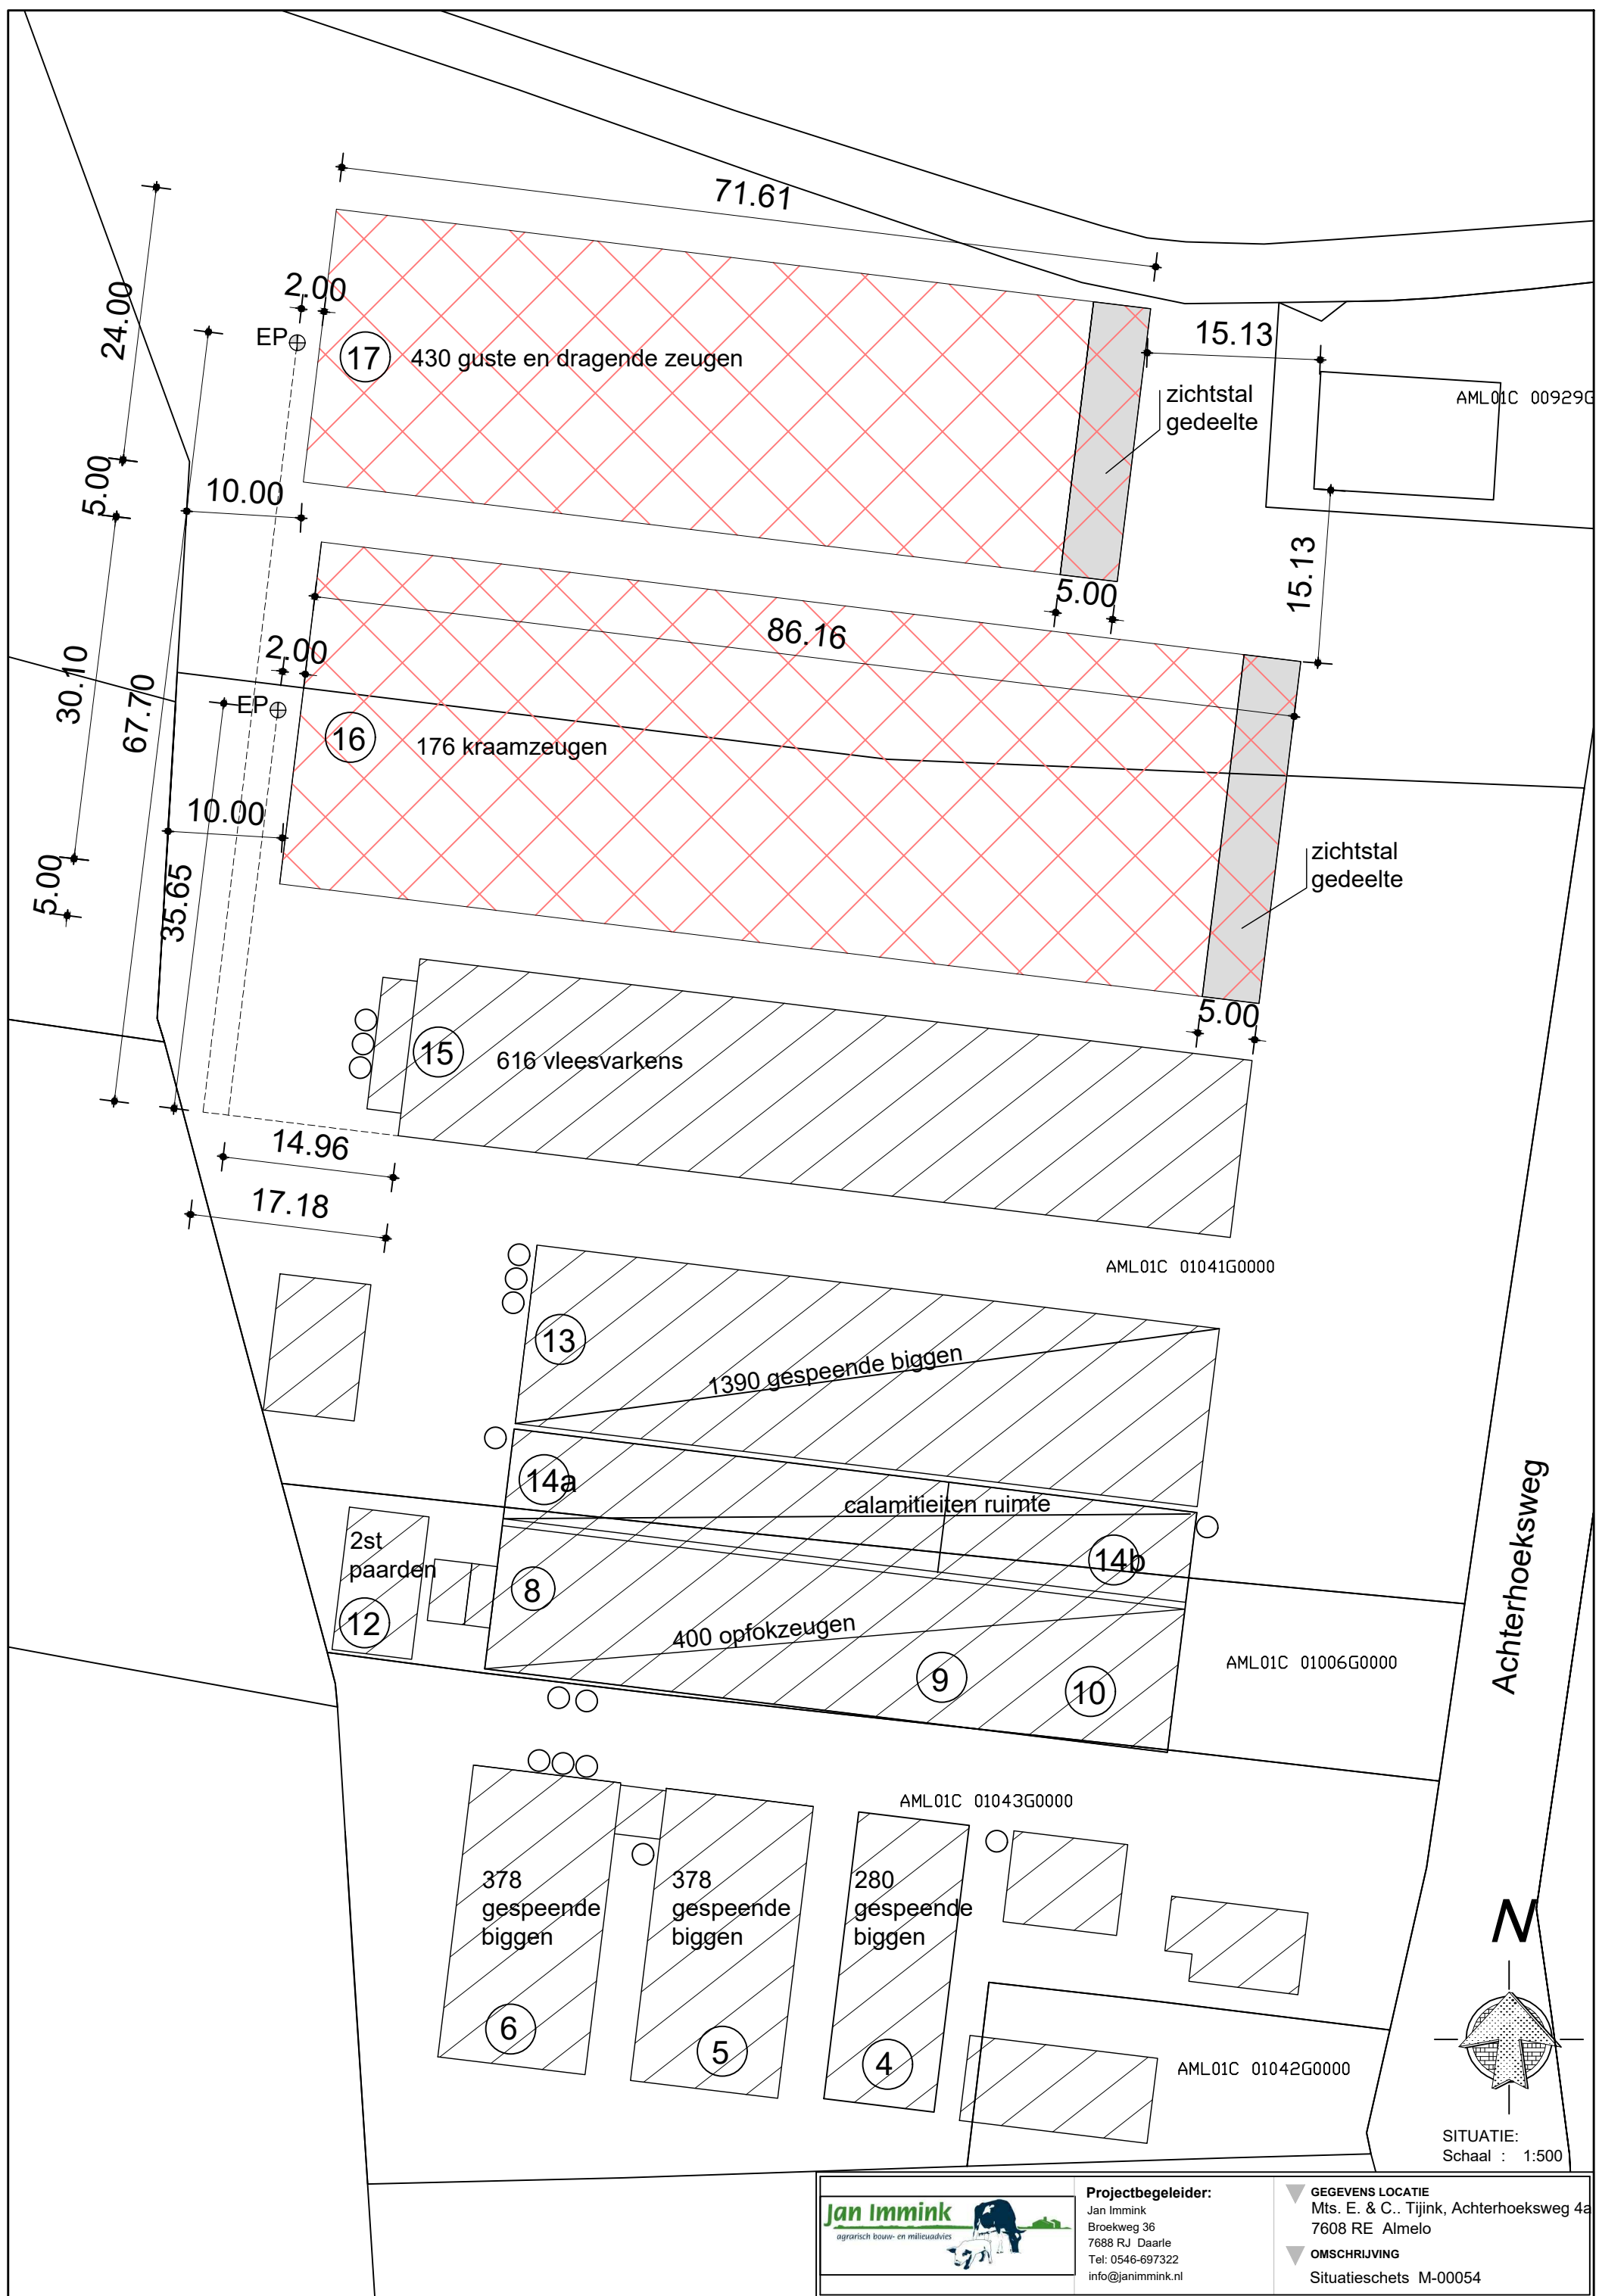 71.61
24.00
2.00
EP
17
430 guste en dragende zeugen
15.13
zichtstal
gedeelte
AML01C 00929G
5.00
10.00
5.00
15.13
86.16
2.00
30.10
67.70
EP
16
176 kraamzeugen
10.00
5.00
35.65
zichtstal
gedeelte
5.00
15
616 vleesvarkens
14.96
17.18
AML01C 01041G0000
13
1390 gespeende biggen
14a
calamitieiten ruimte
14b
2st
paarden
12
8
400 opfokzeugen
9
10
AML01C 01006G0000
Achterhoeksweg
AML01C 01043G0000
378
gespeende
biggen
6
378
gespeende
biggen
5
280
gespeende
biggen
4
AML01C 01042G0000
N
SITUATIE:
Schaal : 1:500
Jan Immink
agrarisch bouw- en milieuadvies
Projectbegeleider:
Jan Immink
Broekweg 36
7688 RJ Daarle
Tel: 0546-697322
info@janimmink.nl
GEGEVENS LOCATIE
Mts. E. & C.. Tijink, Achterhoeksweg 4a
7608 RE Almelo
OMSCHRIJVING
Situatieschets M-00054